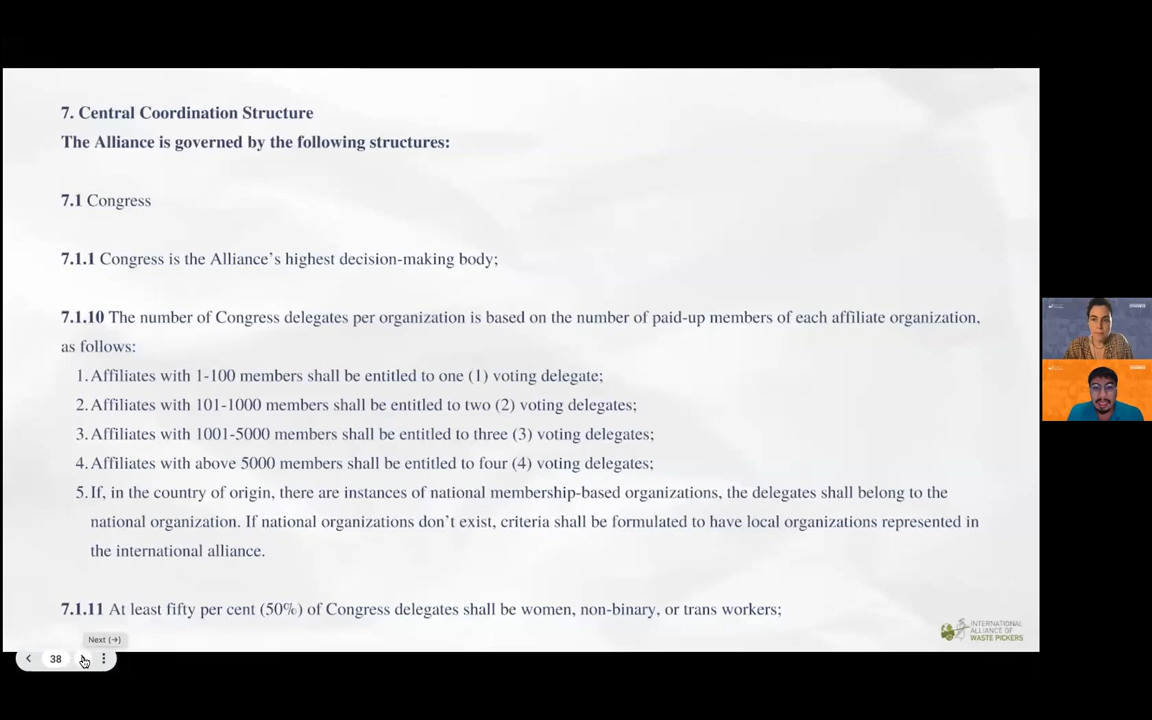 7. Central Coordination Structure
The Alliance is governed by the following structures:
7.1 Congress
7.1.1 Congress is the Alliance’s highest decision-making body;
7.1.10 The number of Congress delegates per organization is based on the number of paid-up members of each affiliate organization,
as follows:
1. Affiliates with 1-100 members shall be entitled to one (1) voting delegate;
2. Affiliates with 101-1000 members shall be entitled to two (2) voting delegates;
3. Affiliates with 1001-5000 members shall be entitled to three (3) voting delegates;
4. Affiliates with above 5000 members shall be entitled to four (4) voting delegates;
5. If, in the country of origin, there are instances of national membership-based organizations, the delegates shall belong to the
national organization. If national organizations don’t exist, criteria shall be formulated to have local organizations represented in
the international alliance.
7.1.11 At least fifty per cent (50%) of Congress delegates shall be women, non-binary, or trans workers;
INTERNATIONAL
ALLIANCE OF
WASTE PICKERS
Next (→)
38